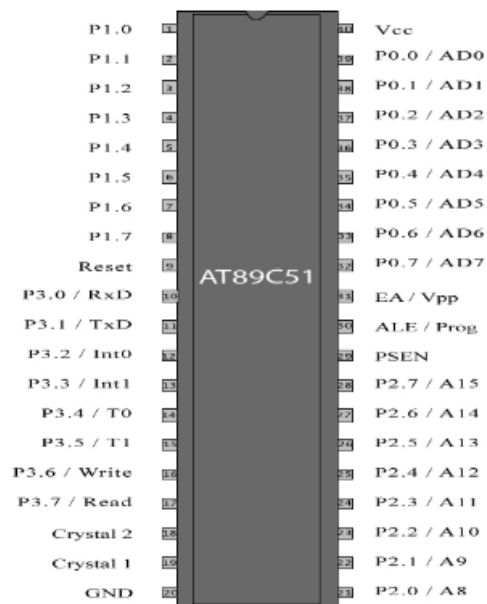 P1.0 1 40 Vcc
P1.1 2 39 P0.0 / AD0
P1.2 3 38 P0.1 / AD1
P1.3 4 37 P0.2 / AD2
P1.4 5 36 P0.3 / AD3
P1.5 6 35 P0.4 / AD4
P1.6 7 34 P0.5 / AD5
P1.7 8 33 P0.6 / AD6
Reset 9 32 P0.7 / AD7
AT89C51
P3.0 / RxD 10 31 EA / Vpp
P3.1 / TxD 11 30 ALE / Prog
P3.2 / Int0 12 29 PSEN
P3.3 / Int1 13 28 P2.7 / A15
P3.4 / T0 14 27 P2.6 / A14
P3.5 / T1 15 26 P2.5 / A13
P3.6 / Write 16 25 P2.4 / A12
P3.7 / Read 17 24 P2.3 / A11
Crystal 2 18 23 P2.2 / A10
Crystal 1 19 22 P2.1 / A9
GND 20 21 P2.0 / A8